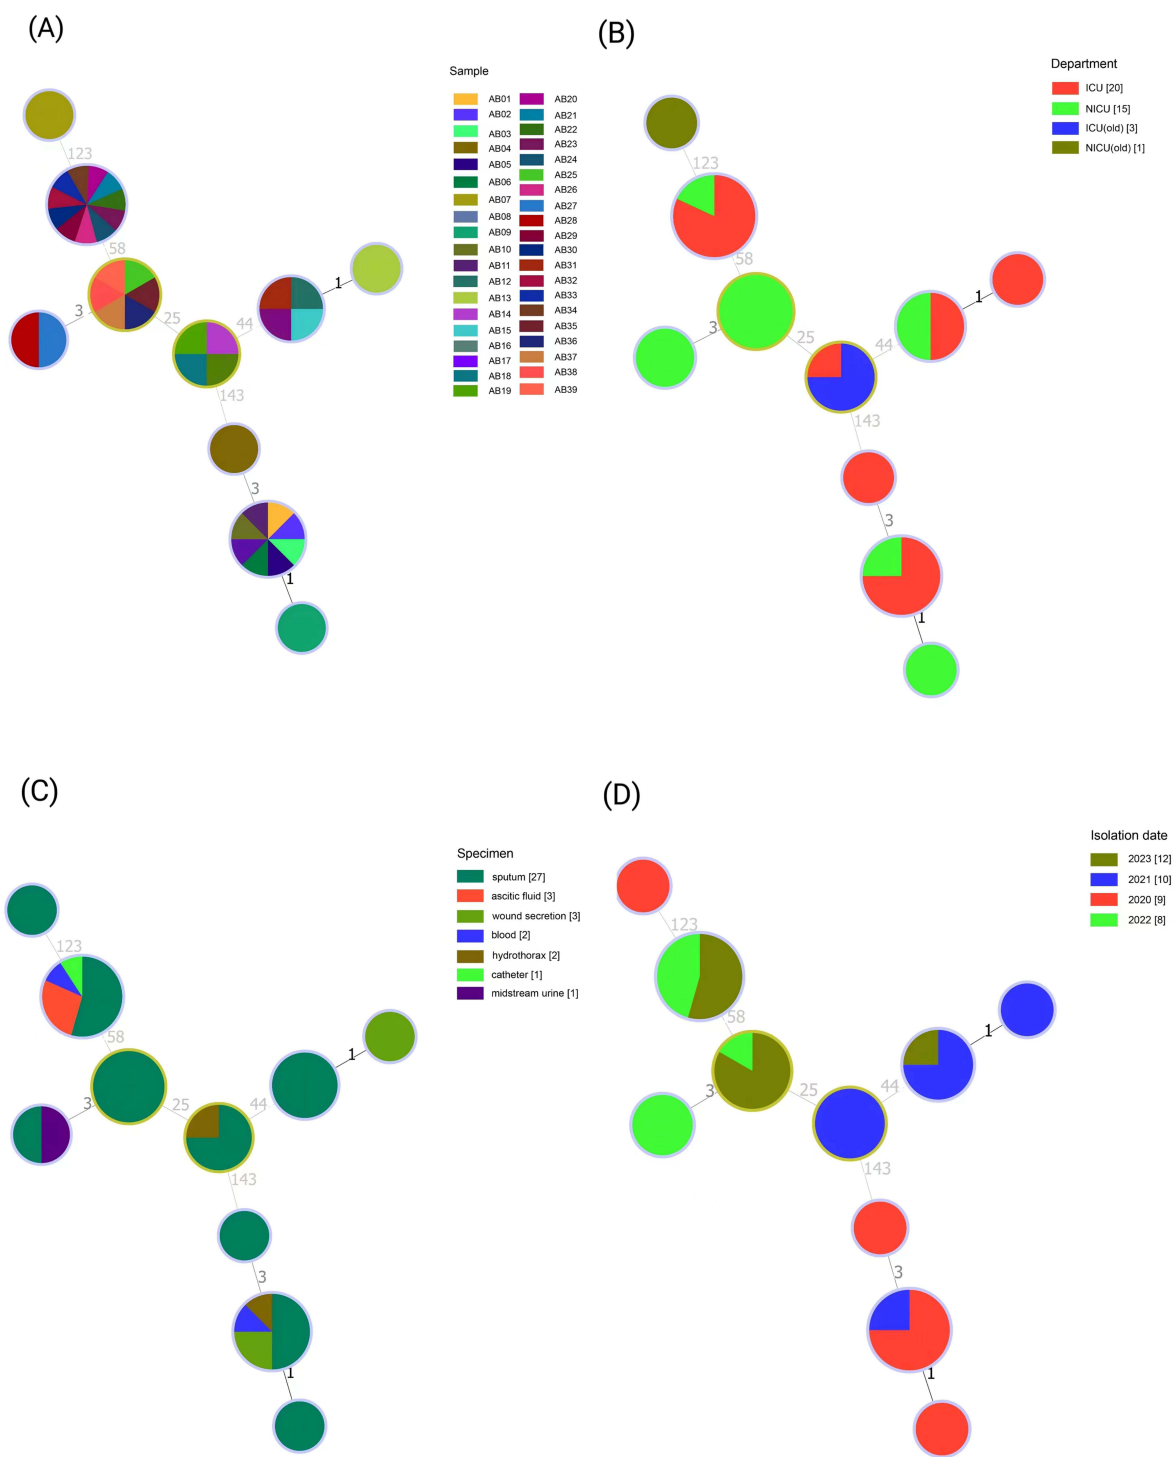 (A)
Sample
AB01 AB20
AB02 AB21
AB03 AB22
AB04 AB23
AB05 AB24
AB06 AB25
AB07 AB26
AB08 AB27
AB09 AB28
AB10 AB29
AB11 AB30
AB12 AB31
AB13 AB32
AB14 AB33
AB15 AB34
AB16 AB35
AB17 AB36
AB18 AB37
AB19 AB38
AB39
123
58
3
25
44
1
143
3
1
(B)
Department
ICU [20]
NICU [15]
ICU(old) [3]
NICU(old) [1]
123
58
3
25
44
1
143
3
1
(C)
Specimen
sputum [27]
ascitic fluid [3]
wound secretion [3]
blood [2]
hydrothorax [2]
catheter [1]
midstream urine [1]
123
58
3
25
44
1
143
3
1
(D)
Isolation date
2023 [12]
2021 [10]
2020 [9]
2022 [8]
123
58
3
25
44
1
143
3
1